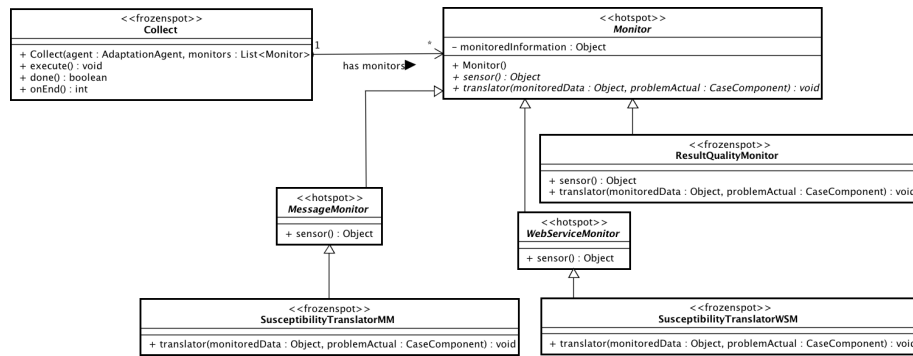 <<frozenspot>>
Collect
+ Collect(agent : AdaptationAgent, monitors : List<Monitor>
+ execute() : void
+ done() : boolean
+ onEnd() : int
1
*
has monitors
<<hotspot>>
Monitor
– monitoredInformation : Object
+ Monitor()
+ sensor() : Object
+ translator(monitoredData : Object, problemActual : CaseComponent) : void
<<frozenspot>>
ResultQualityMonitor
+ sensor() : Object
+ translator(monitoredData : Object, problemActual : CaseComponent) : void
<<hotspot>>
MessageMonitor
+ sensor() : Object
<<hotspot>>
WebServiceMonitor
+ sensor() : Object
<<frozenspot>>
SusceptibilityTranslatorMM
+ translator(monitoredData : Object, problemActual : CaseComponent) : void
<<frozenspot>>
SusceptibilityTranslatorWSM
+ translator(monitoredData : Object, problemActual : CaseComponent) : void